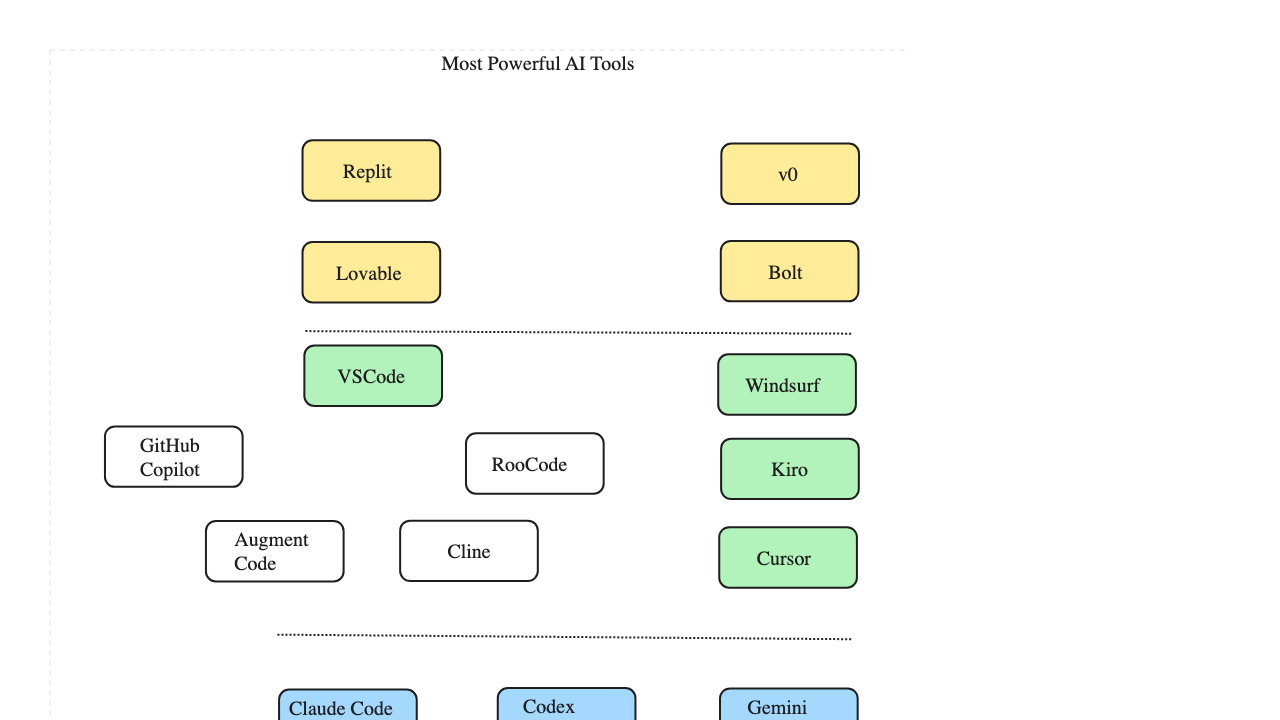 Most Powerful AI Tools
Replit
v0
Lovable
Bolt
VSCode
Windsurf
GitHub
Copilot
RooCode
Kiro
Augment
Code
Cline
Cursor
Claude Code
Codex
Gemini